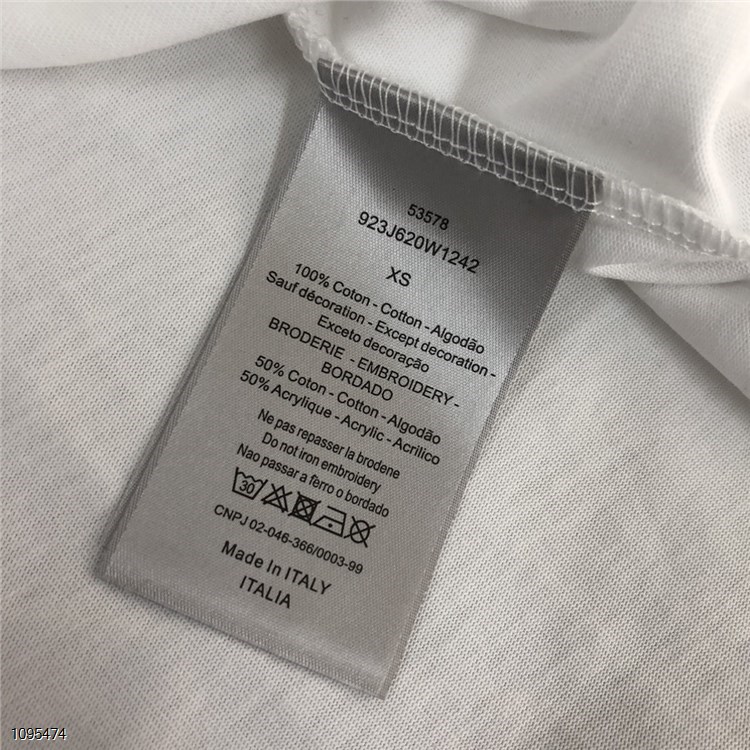 53578
923J620W1242
XS
100% Coton - Cotton - Algodão
Sauf décoration - Except decoration -
Exceto decoração
BRODERIE - EMBROIDERY -
BORDADO
50% Coton - Cotton - Algodão
50% Acrylique - Acrylic - Acrilico
Ne pas repasser la brodene
Do not iron embroidery
Nao passar a ferro o bordado
30
CNPJ 02-046-366/0003-99
Made In ITALY
ITALIA
1095474